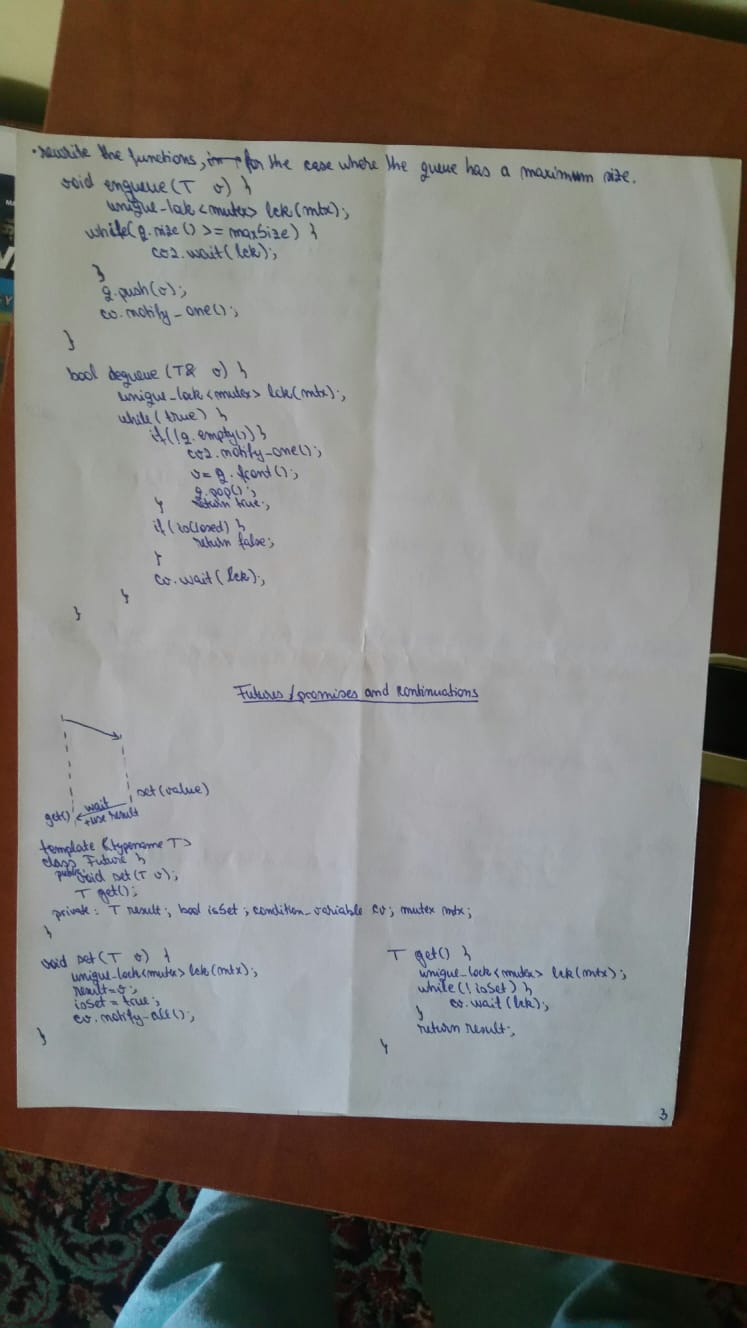 • rewrite the functions, for the case where the queue has a maximum size.
void enqueue(T v) {
unique_lock<mutex> lck(mtx);
while(q.size() >= maxSize) {
cv2.wait(lck);
}
q.push(v);
cv.notify_one();
}
bool dequeue(T& v) {
unique_lock<mutex> lck(mtx);
while(true) {
if(!q.empty()) {
cv2.notify_one();
v = q.front();
q.pop();
} return true;
if(isClosed) {
return false;
}
cv.wait(lck);
}
}
Futures/promises and continuations
set(value)
wait
get() + use result
template <typename T>
class Future {
public: void set(T v);
T get();
private: T result; bool isSet; condition_variable cv; mutex mtx;
}
void set(T v) {
unique_lock<mutex> lck(mtx);
result=v;
isSet = true;
cv.notify_all();
}
T get() {
unique_lock<mutex> lck(mtx);
while(!isSet) {
cv.wait(lck);
}
return result;
}
3